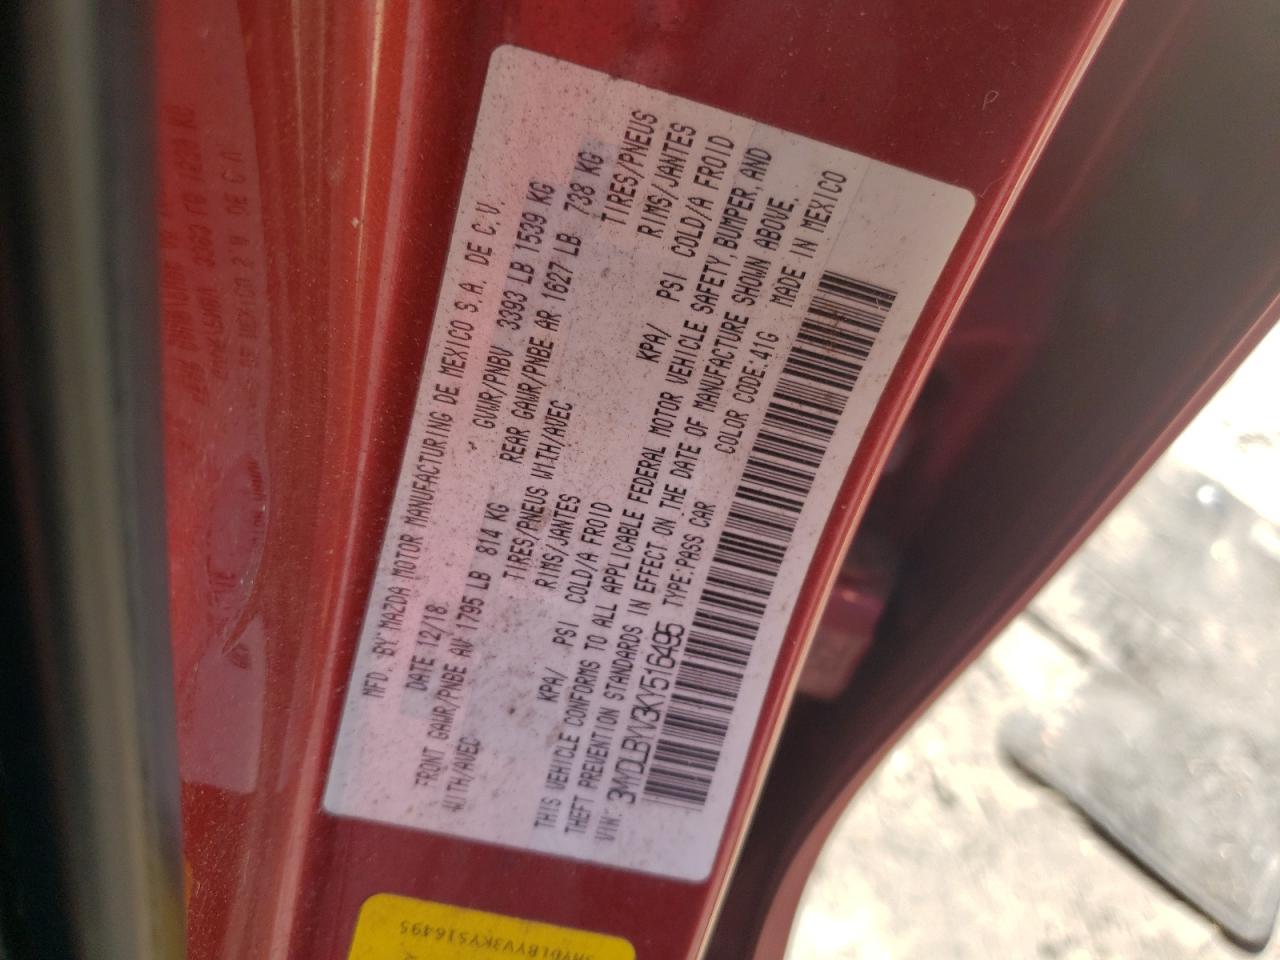 MFD. BY MAZDA MOTOR MANUFACTURING DE MEXICO S.A. DE C.V.
DATE 12/18 GVWR/PNBV 3393 LB 1539 KG
FRONT GAWR/PNBE AV 1795 LB 814 KG REAR GAWR/PNBE AR 1627 LB 738 KG
WITH/AVEC TIRES/PNEUS WITH/AVEC TIRES/PNEUS
RIMS/JANTES RIMS/JANTES
KPA/ PSI COLD/A FROID KPA/ PSI COLD/A FROID
THIS VEHICLE CONFORMS TO ALL APPLICABLE FEDERAL MOTOR VEHICLE SAFETY, BUMPER, AND
THEFT PREVENTION STANDARDS IN EFFECT ON THE DATE OF MANUFACTURE SHOWN ABOVE.
VIN: 3MYDLBYV3KY516495 TYPE:PASS CAR COLOR CODE:41G MADE IN MEXICO
3MYDLBYV3KY516495